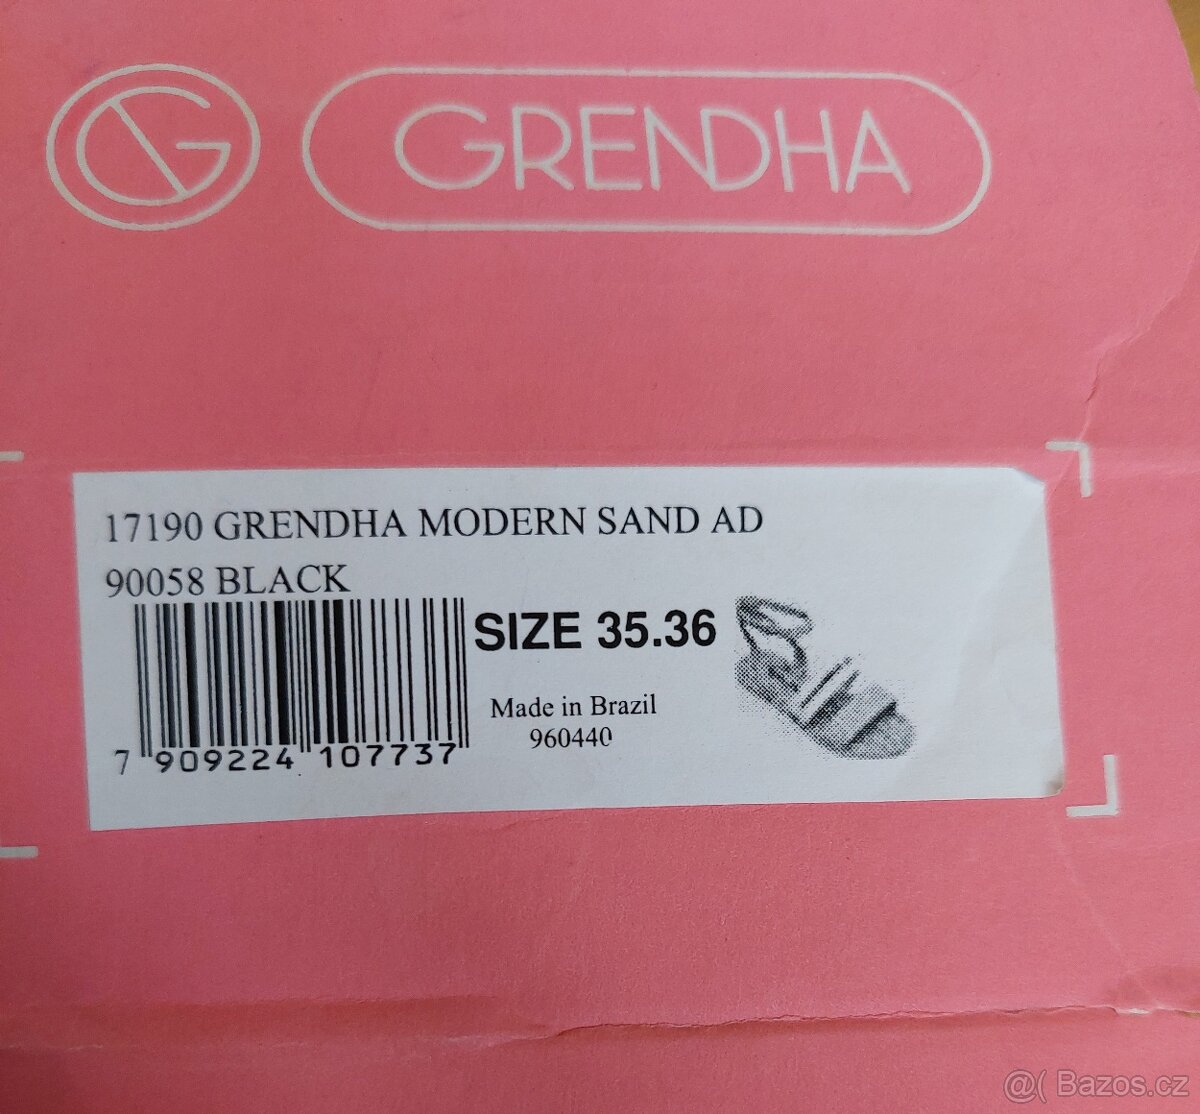 G
GRENDHA
17190 GRENDHA MODERN SAND AD
90058 BLACK
SIZE 35.36
Made in Brazil
960440
7 909224 107737
@( Bazos.cz